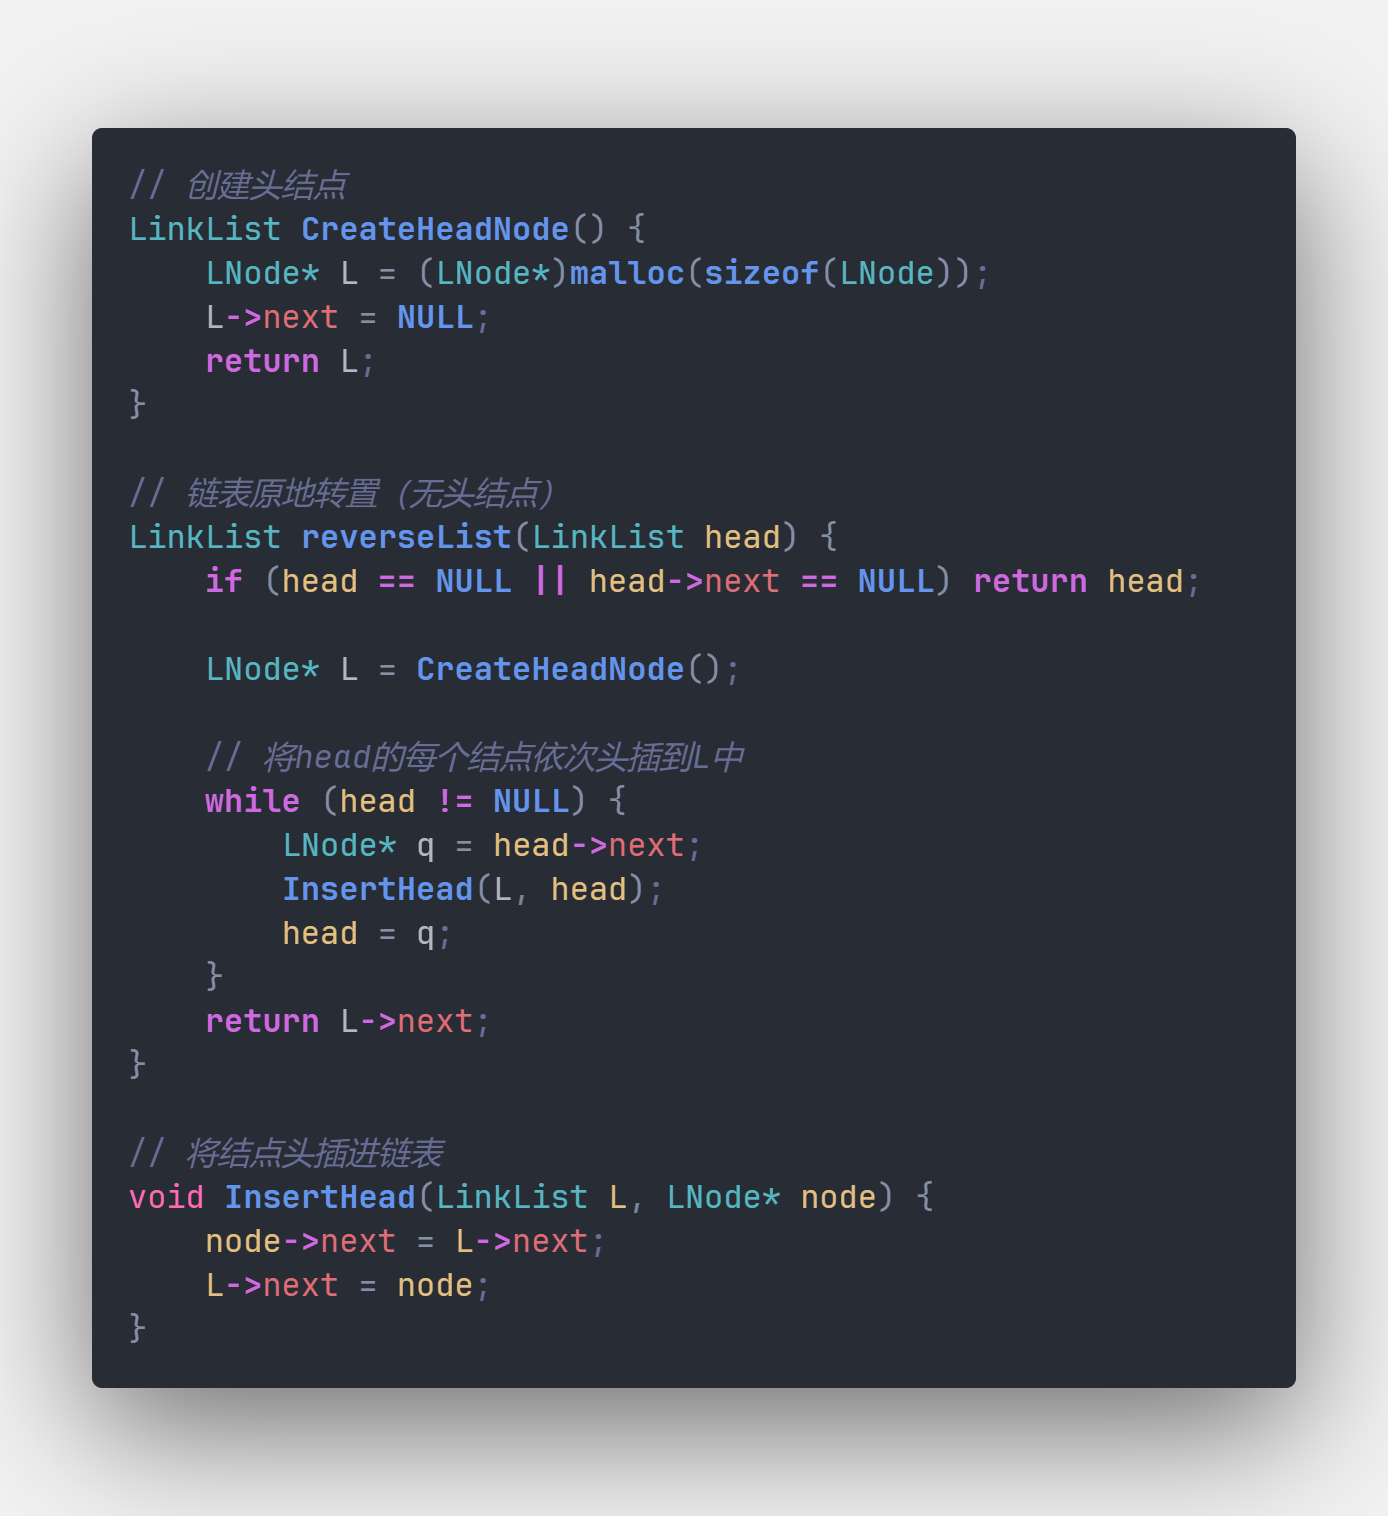 // 创建头结点
LinkList CreateHeadNode() {
    LNode* L = (LNode*)malloc(sizeof(LNode));
    L->next = NULL;
    return L;
}
// 链表原地转置（无头结点）
LinkList reverseList(LinkList head) {
    if (head == NULL || head->next == NULL) return head;
    LNode* L = CreateHeadNode();
    // 将head的每个结点依次头插到L中
    while (head != NULL) {
        LNode* q = head->next;
        InsertHead(L, head);
        head = q;
    }
    return L->next;
}
// 将结点头插进链表
void InsertHead(LinkList L, LNode* node) {
    node->next = L->next;
    L->next = node;
}